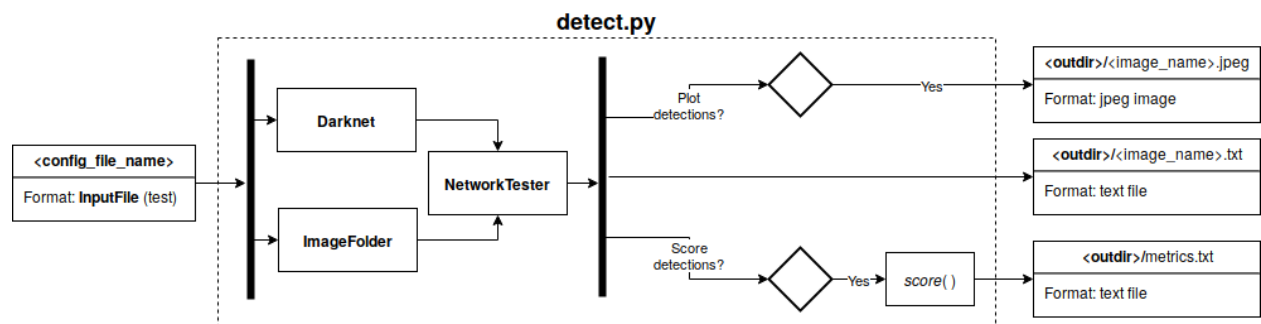 detect.py
<config_file_name>
Format: InputFile (test)
Darknet
ImageFolder
NetworkTester
Plot
detections?
Yes
<outdir>/<image_name>.jpeg
Format: jpeg image
<outdir>/<image_name>.txt
Format: text file
Score
detections?
Yes
score( )
<outdir>/metrics.txt
Format: text file